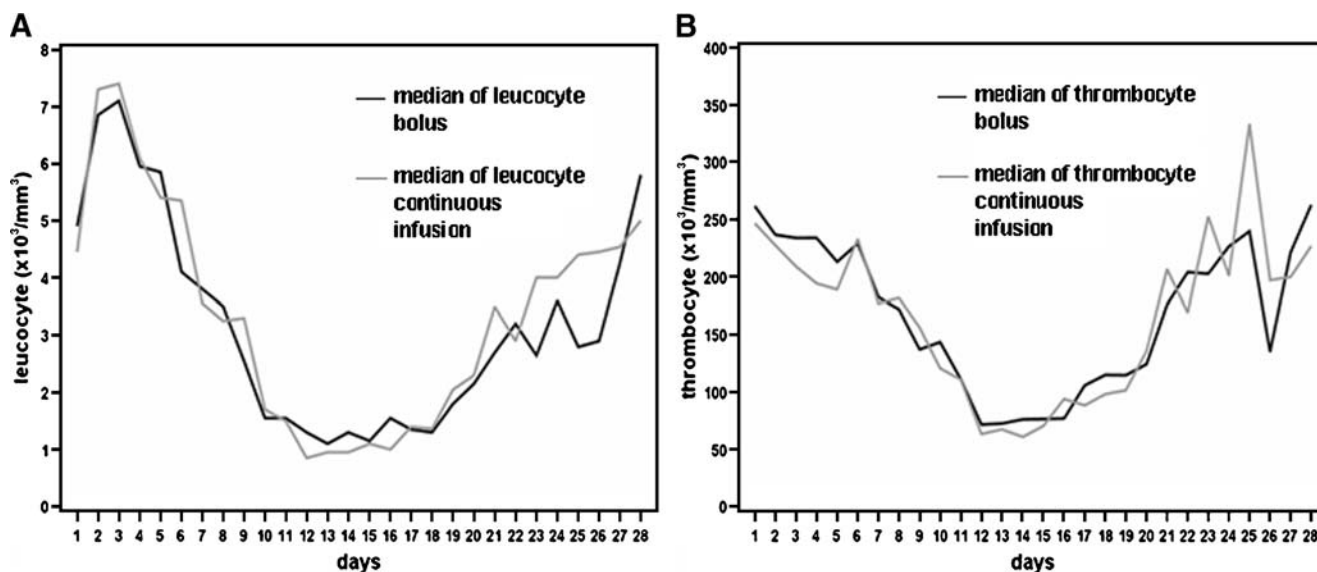 A
8
7
6
5
4
3
2
1
0
leucocyte (x10³/mm³)
median of leucocyte
bolus
median of leucocyte
continuous
infusion
1 2 3 4 5 6 7 8 9 10 11 12 13 14 15 16 17 18 19 20 21 22 23 24 25 26 27 28
days
B
400
350
300
250
200
150
100
50
0
thrombocyte (x10³/mm³)
median of thrombocyte
bolus
median of thrombocyte
continuous
infusion
1 2 3 4 5 6 7 8 9 10 11 12 13 14 15 16 17 18 19 20 21 22 23 24 25 26 27 28
days